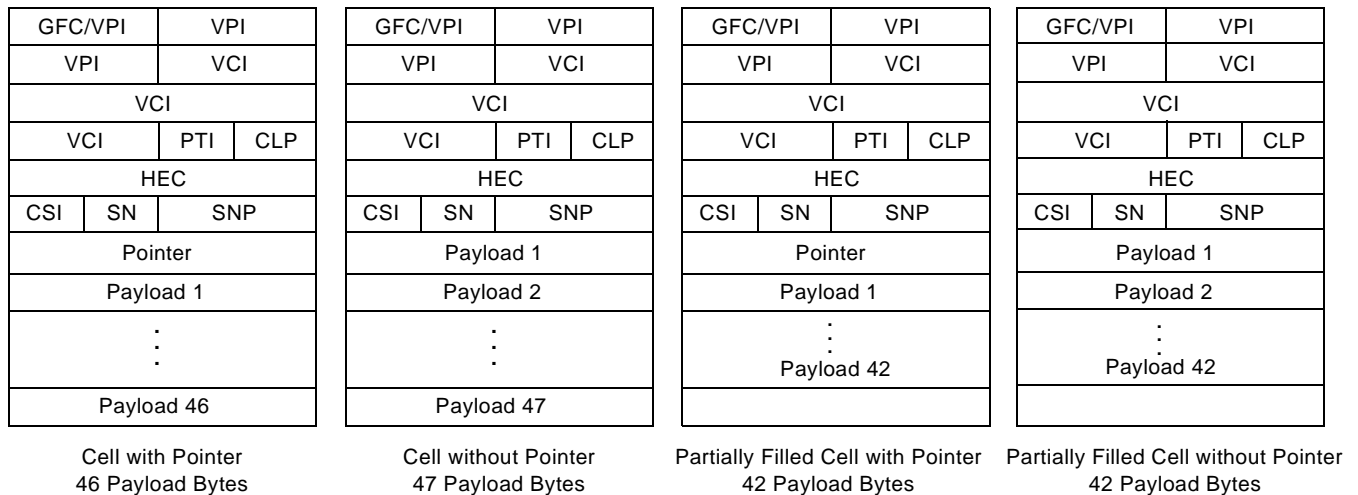 GFC/VPI VPI
VPI VCI
VCI
VCI PTI CLP
HEC
CSI SN SNP
Pointer
Payload 1
.
.
.
Payload 46
Cell with Pointer
46 Payload Bytes
GFC/VPI VPI
VPI VCI
VCI
VCI PTI CLP
HEC
CSI SN SNP
Payload 1
Payload 2
.
.
.
Payload 47
Cell without Pointer
47 Payload Bytes
GFC/VPI VPI
VPI VCI
VCI
VCI PTI CLP
HEC
CSI SN SNP
Pointer
Payload 1
.
.
.
Payload 42
Partially Filled Cell with Pointer
42 Payload Bytes
GFC/VPI VPI
VPI VCI
VCI
VCI PTI CLP
HEC
CSI SN SNP
Payload 1
Payload 2
.
.
.
Payload 42
Partially Filled Cell without Pointer
42 Payload Bytes